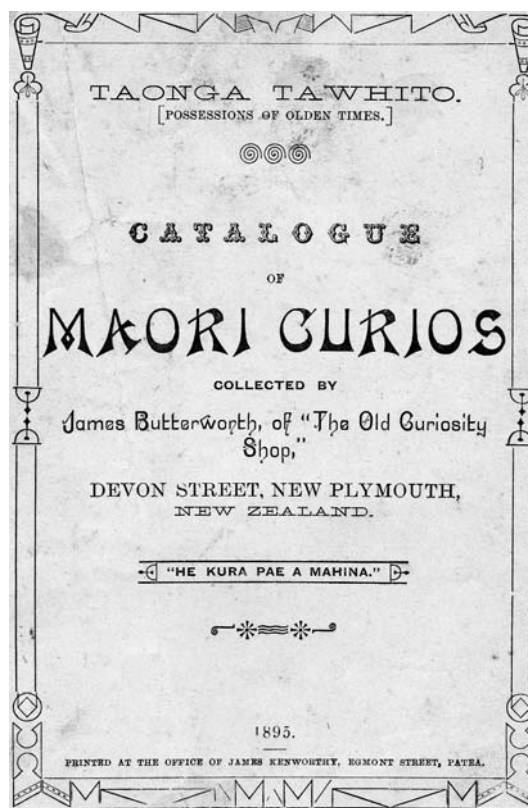 TAONGA TAWHITO.
[POSSESSIONS OF OLDEN TIMES.]
CATALOGUE
OF
MAORI CURIOS
COLLECTED BY
James Butterworth, of "The Old Curiosity
Shop,"
DEVON STREET, NEW PLYMOUTH,
NEW ZEALAND.
"HE KURA PAE A MAHINA."
1895.
PRINTED AT THE OFFICE OF JAMES KENWORTHY, EGMONT STREET, PATEA.